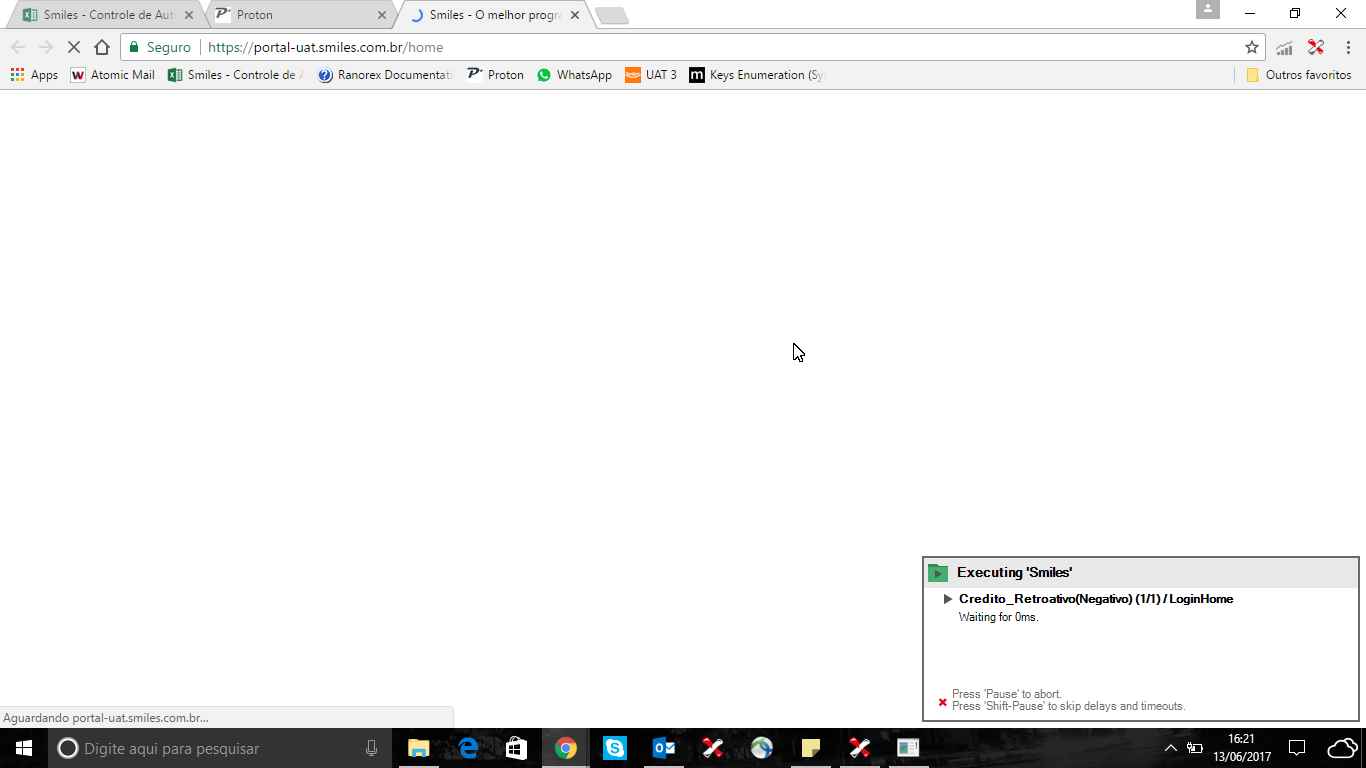 Smiles - Controle de Aut
Proton
Smiles - O melhor progr
Seguro
https://portal-uat.smiles.com.br/home
Apps
Atomic Mail
Smiles - Controle de
Ranorex Documentat
Proton
WhatsApp
UAT 3
Keys Enumeration (Sy
Outros favoritos
Executing 'Smiles'
Credito_Retroativo(Negativo) (1/1) / LoginHome
Waiting for 0ms.
Press 'Pause' to abort.
Press 'Shift-Pause' to skip delays and timeouts.
Aguardando portal-uat.smiles.com.br...
Digite aqui para pesquisar
16:21
13/06/2017